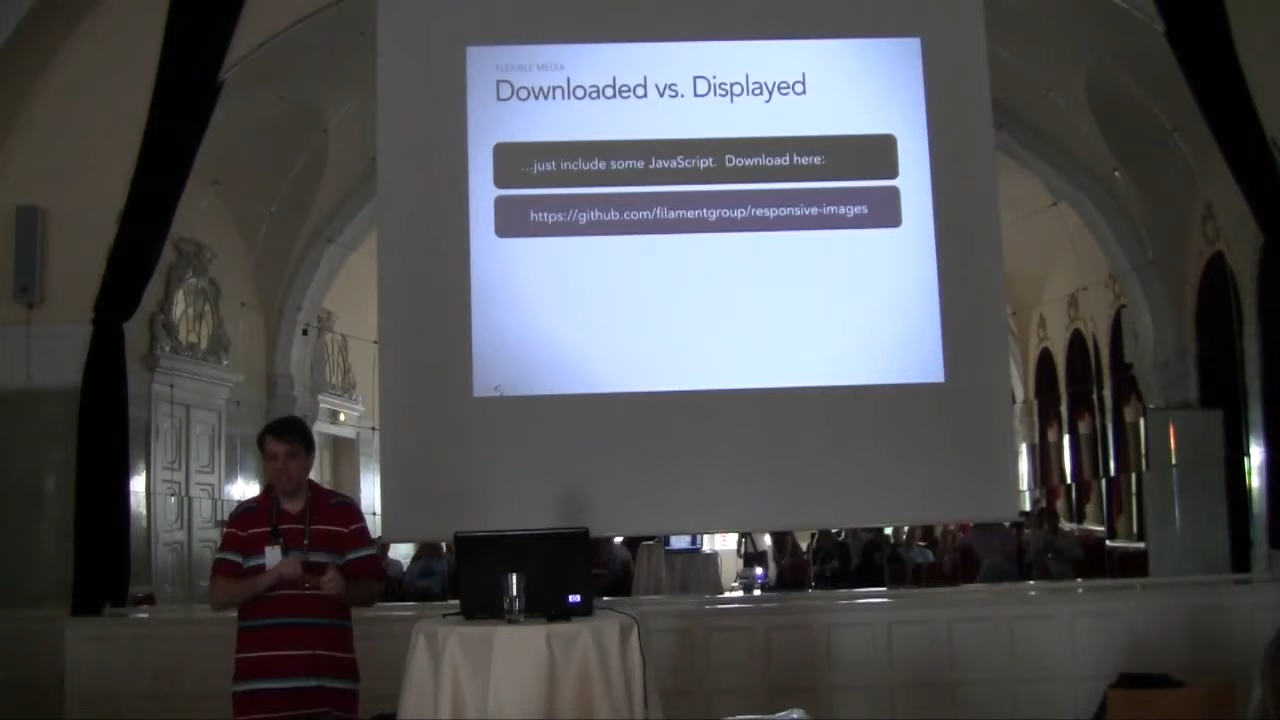 FLEXIBLE MEDIA
Downloaded vs. Displayed
...just include some JavaScript. Download here:
https://github.com/filamentgroup/responsive-images